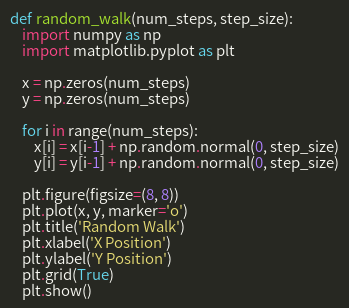 def random_walk(num_steps, step_size):
    import numpy as np
    import matplotlib.pyplot as plt

    x = np.zeros(num_steps)
    y = np.zeros(num_steps)

    for i in range(num_steps):
        x[i] = x[i-1] + np.random.normal(0, step_size)
        y[i] = y[i-1] + np.random.normal(0, step_size)

    plt.figure(figsize=(8, 8))
    plt.plot(x, y, marker='o')
    plt.title('Random Walk')
    plt.xlabel('X Position')
    plt.ylabel('Y Position')
    plt.grid(True)
    plt.show()